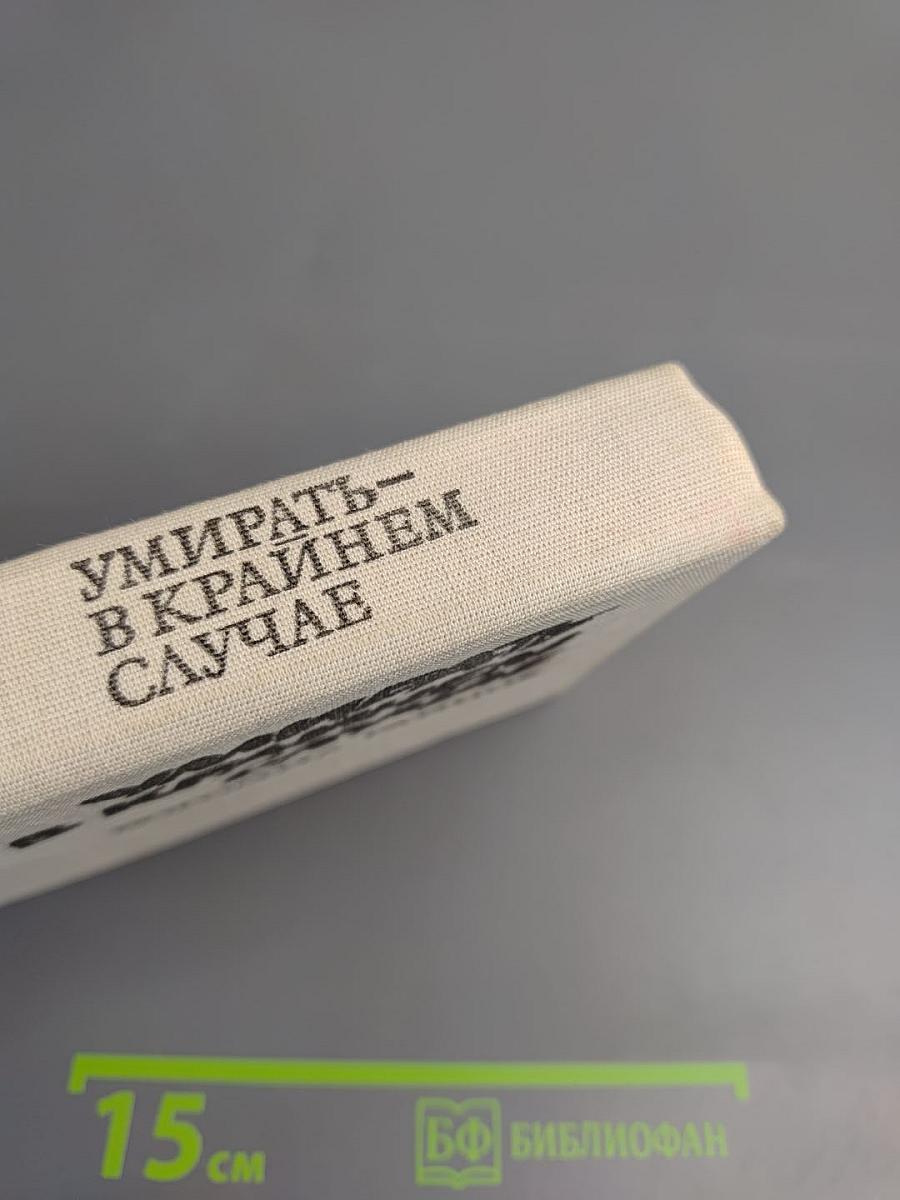 УМИРАТЬ–
В КРАЙНЕМ
СЛУЧАЕ
15 см
БФ БИБЛИОФАН